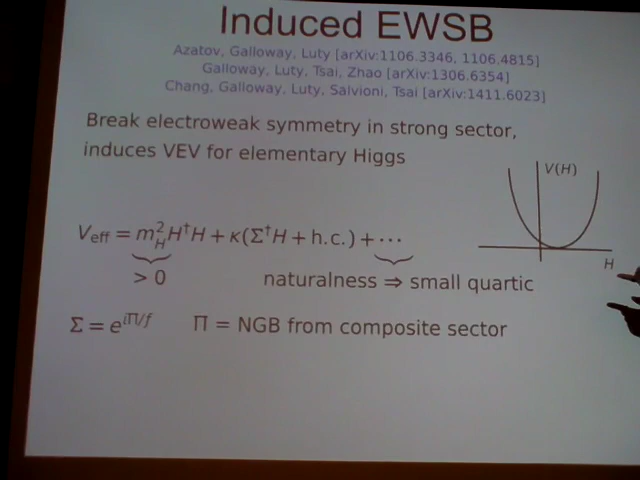 Induced EWSB
Azatov, Galloway, Luty [arXiv:1106.3346, 1106.4815]
Galloway, Luty, Tsai, Zhao [arXiv:1306.6354]
Chang, Galloway, Luty, Salvioni, Tsai [arXiv:1411.6023]
Break electroweak symmetry in strong sector,
induces VEV for elementary Higgs
V(H)
V_eff = m_H^2 H†H + κ(Σ†H + h.c.) + ⋯
H
> 0
naturalness ⇒ small quartic
Σ = e^{iΠ/f}
Π = NGB from composite sector